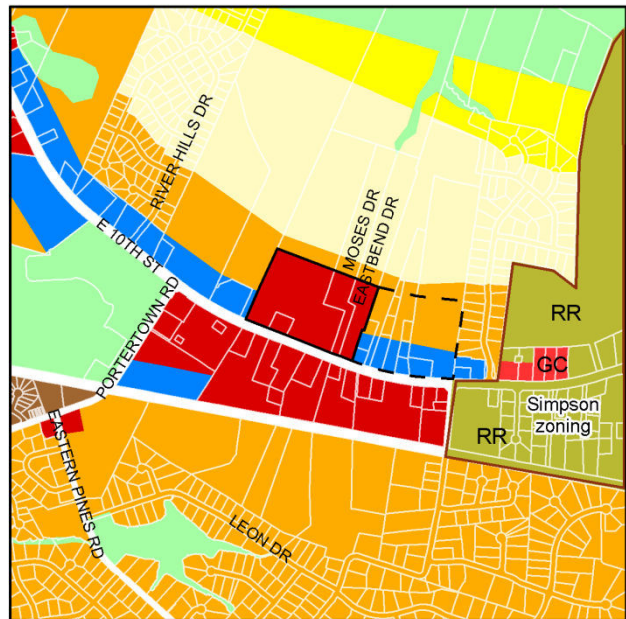 RIVER HILLS DR
MOSES DR
EASTBEND DR
E 10TH ST
PORTERTOWN RD
RR
GC
Simpson
zoning
RR
EASTERN PINES RD
LEON DR